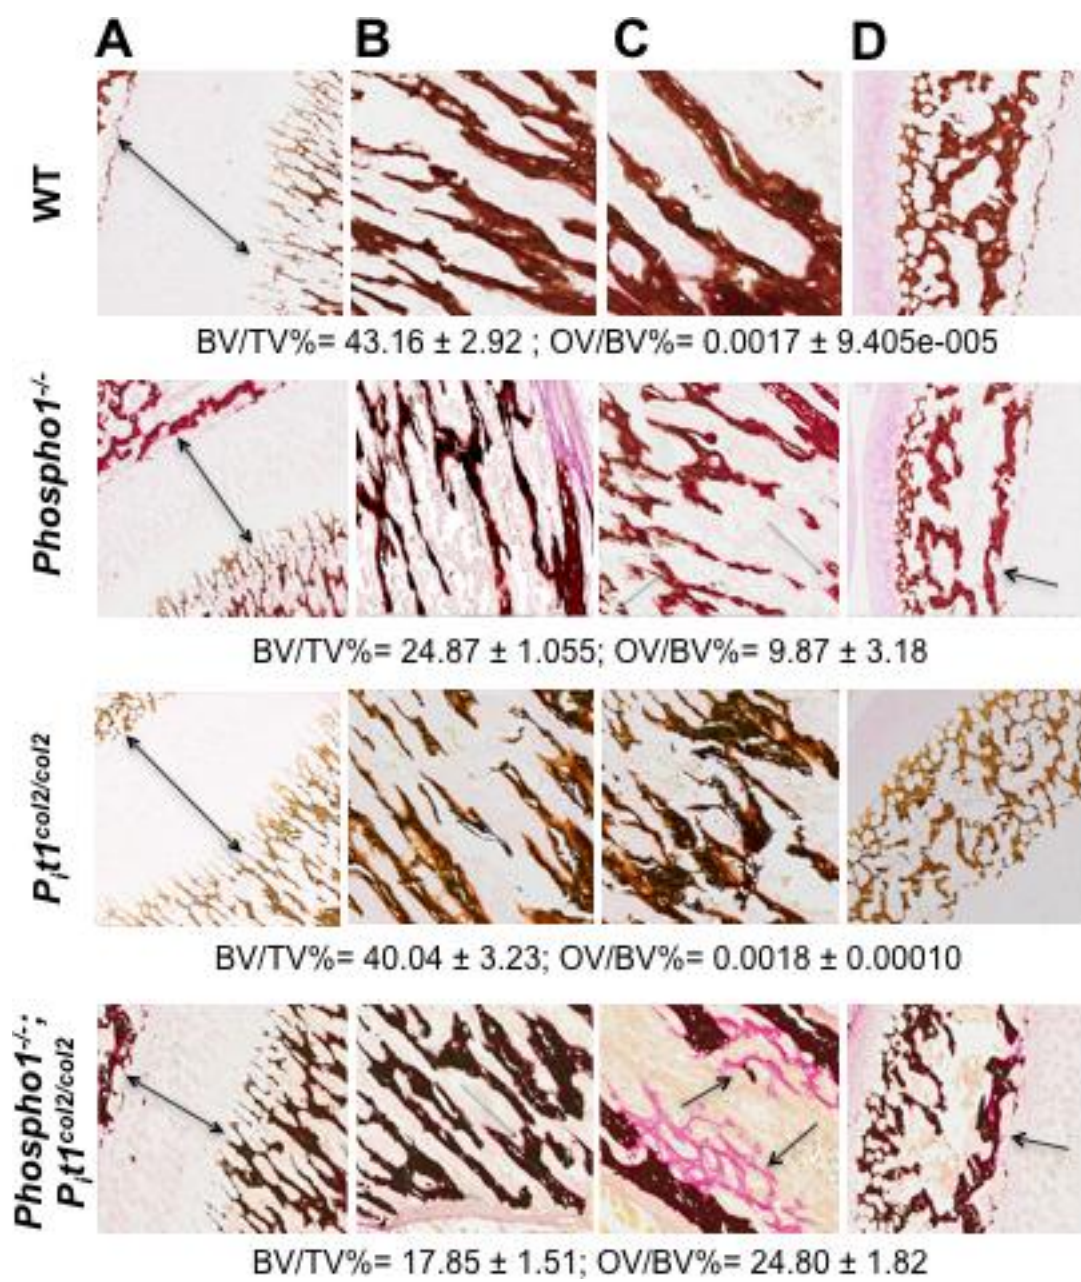 A B C D
WT
BV/TV%= 43.16 ± 2.92 ; OV/BV%= 0.0017 ± 9.405e-005
Phospho1-/-
BV/TV%= 24.87 ± 1.055; OV/BV%= 9.87 ± 3.18
Pit1col2/col2
BV/TV%= 40.04 ± 3.23; OV/BV%= 0.0018 ± 0.00010
Phospho1-/-;
Pit1col2/col2
BV/TV%= 17.85 ± 1.51; OV/BV%= 24.80 ± 1.82